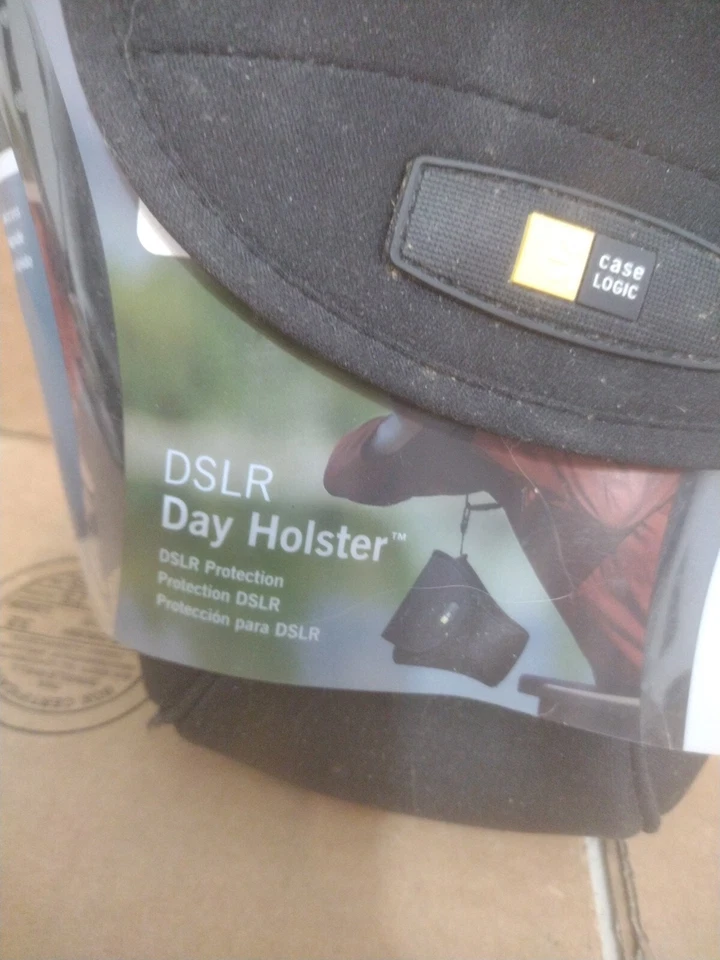 case
LOGIC
DSLR
Day Holster™
DSLR Protection
Protection DSLR
Protección para DSLR